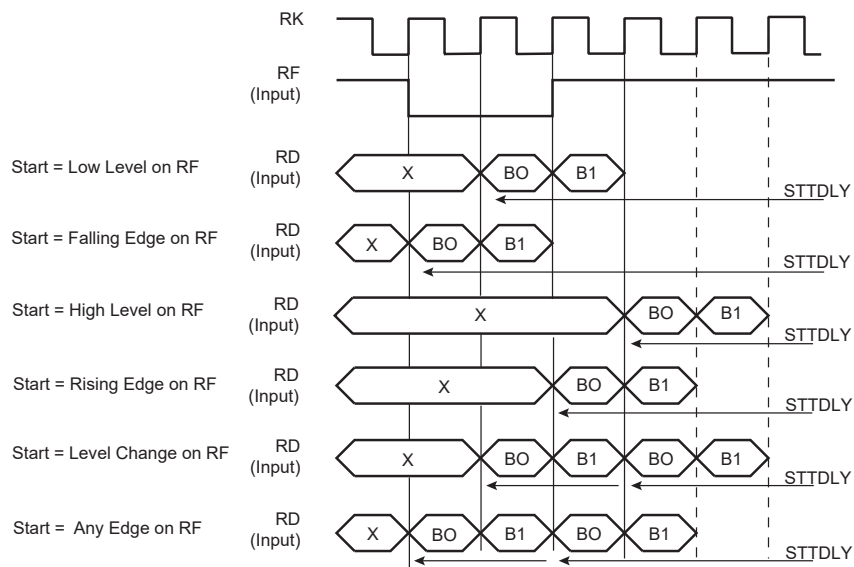 RK
RF
(Input)
Start = Low Level on RF
RD
(Input)
X
BO
B1
STTDLY
Start = Falling Edge on RF
RD
(Input)
X
BO
B1
STTDLY
Start = High Level on RF
RD
(Input)
X
BO
B1
STTDLY
Start = Rising Edge on RF
RD
(Input)
X
BO
B1
STTDLY
Start = Level Change on RF
RD
(Input)
X
BO
B1
BO
B1
STTDLY
Start = Any Edge on RF
RD
(Input)
X
BO
B1
BO
B1
STTDLY